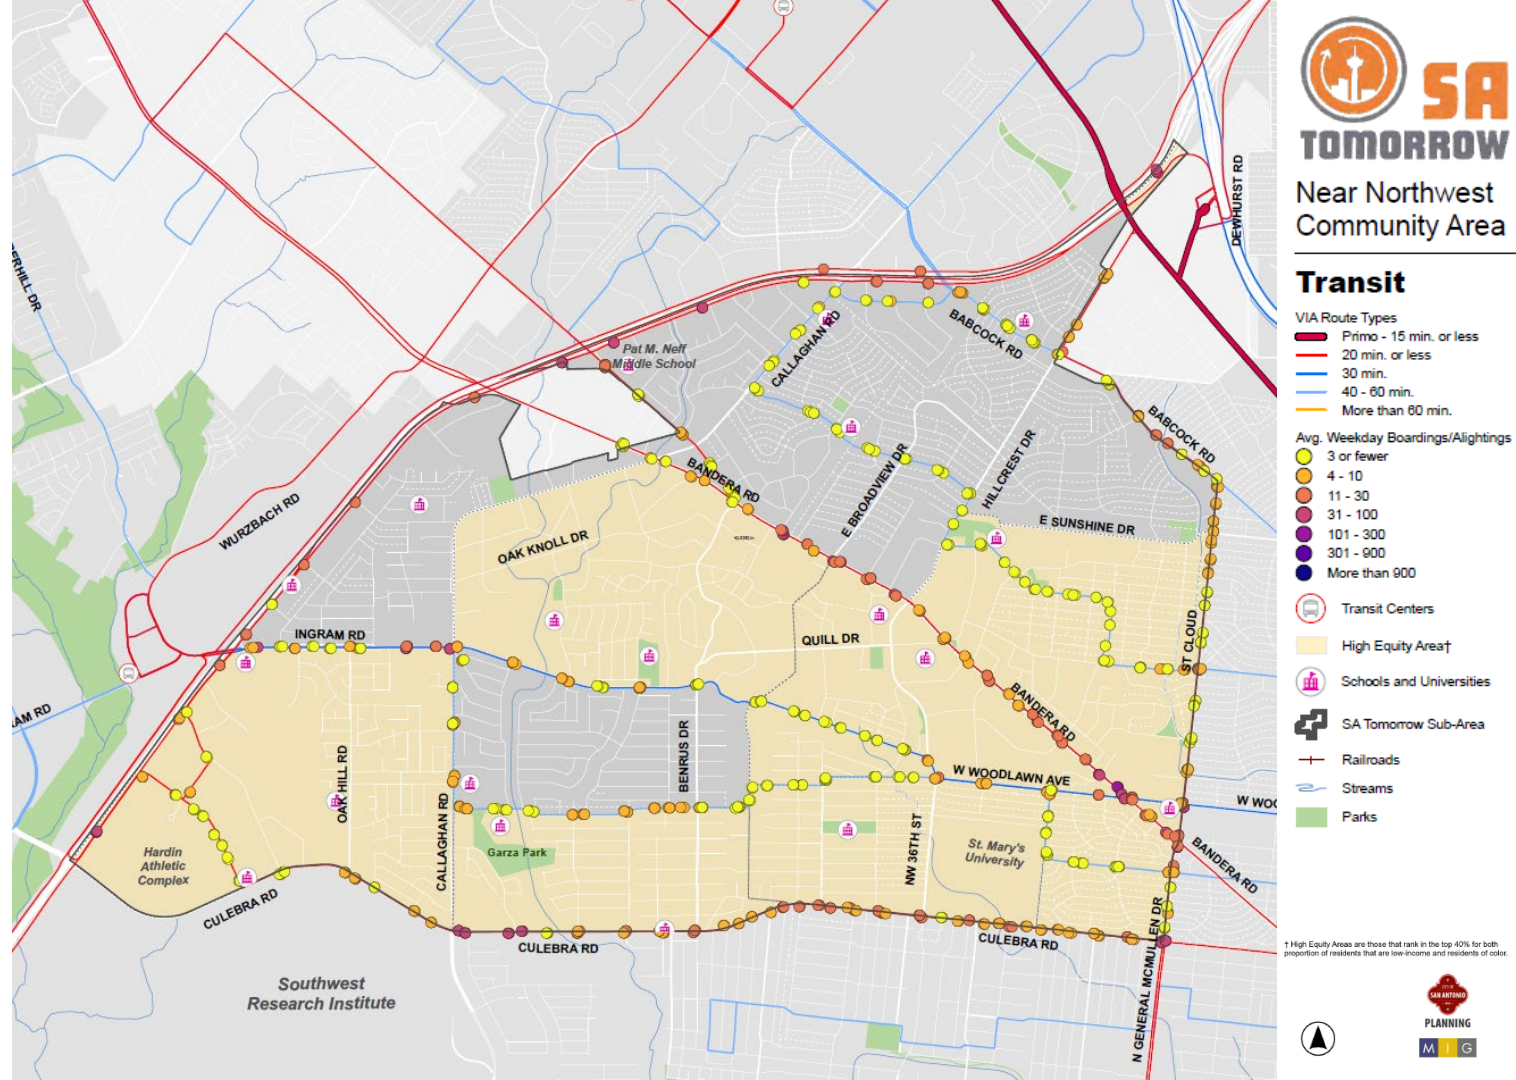 SA
TOMORROW
Near Northwest
Community Area
Transit
VIA Route Types
Primo - 15 min. or less
20 min. or less
30 min.
40 - 60 min.
More than 60 min.
Avg. Weekday Boardings/Alightings
3 or fewer
4 - 10
11 - 30
31 - 100
101 - 300
301 - 900
More than 900
Transit Centers
High Equity Area†
Schools and Universities
SA Tomorrow Sub-Area
Railroads
Streams
Parks
† High Equity Areas are those that rank in the top 40% for both
proportion of residents that are low-income and residents of color.
CITY OF
SAN ANTONIO
PLANNING
M I G
DEWHURST RD
ERHILL DR
BABCOCK RD
CALLAGHAN RD
Pat M. Neff
Middle School
BABCOCK RD
HILLCREST DR
E BROADVIEW DR
BANDERA RD
WURZBACH RD
E SUNSHINE DR
OAK KNOLL DR
INGRAM RD
QUILL DR
ST CLOUD
AM RD
BANDERA RD
BENRUS DR
OAK HILL RD
W WOODLAWN AVE
W WOO
CALLAGHAN RD
NW 36TH ST
St. Mary's
University
Garza Park
Hardin
Athletic
Complex
BANDERA RD
CULEBRA RD
CULEBRA RD
CULEBRA RD
N GENERAL MCMULLEN DR
Southwest
Research Institute